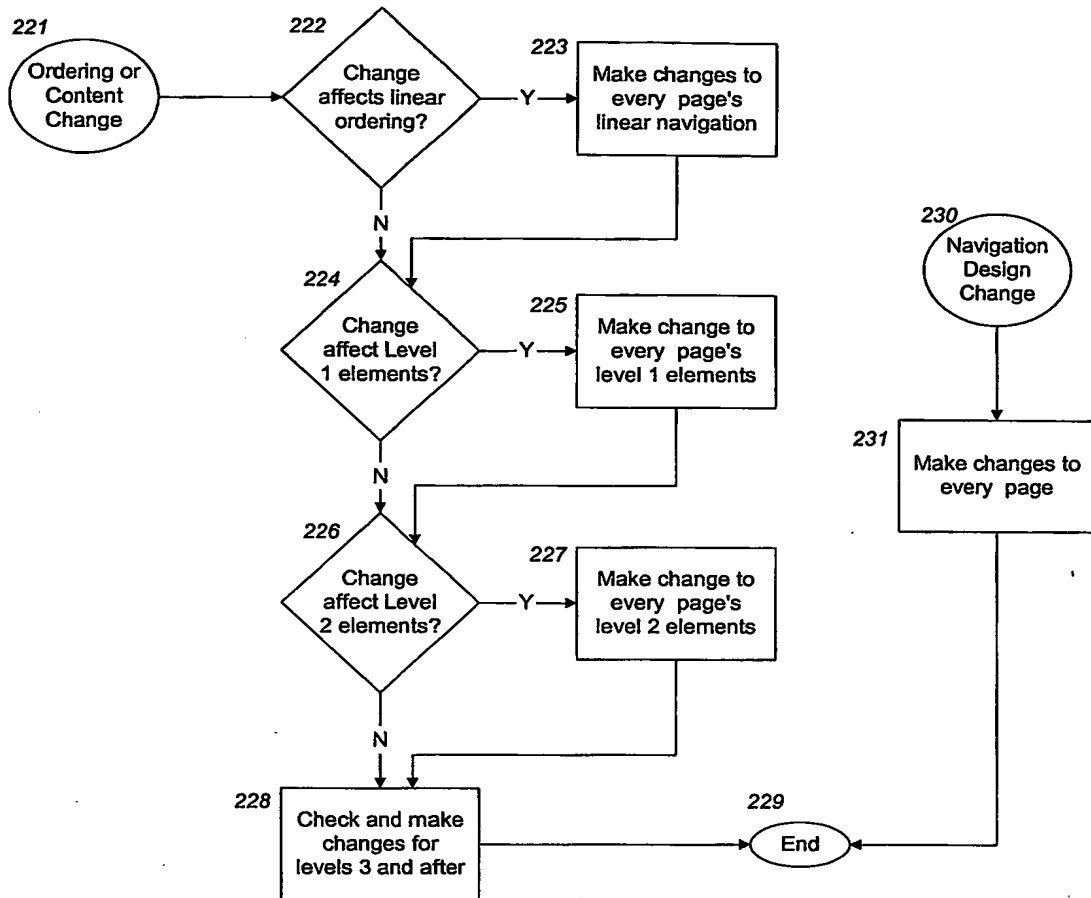 221
Ordering or
Content
Change
222
Change
affects linear
ordering?
Y
223
Make changes to
every page's
linear navigation
N
224
Change
affect Level
1 elements?
Y
225
Make change to
every page's
level 1 elements
N
226
Change
affect Level
2 elements?
Y
227
Make change to
every page's
level 2 elements
N
228
Check and make
changes for
levels 3 and after
229
End
230
Navigation
Design
Change
231
Make changes to
every page